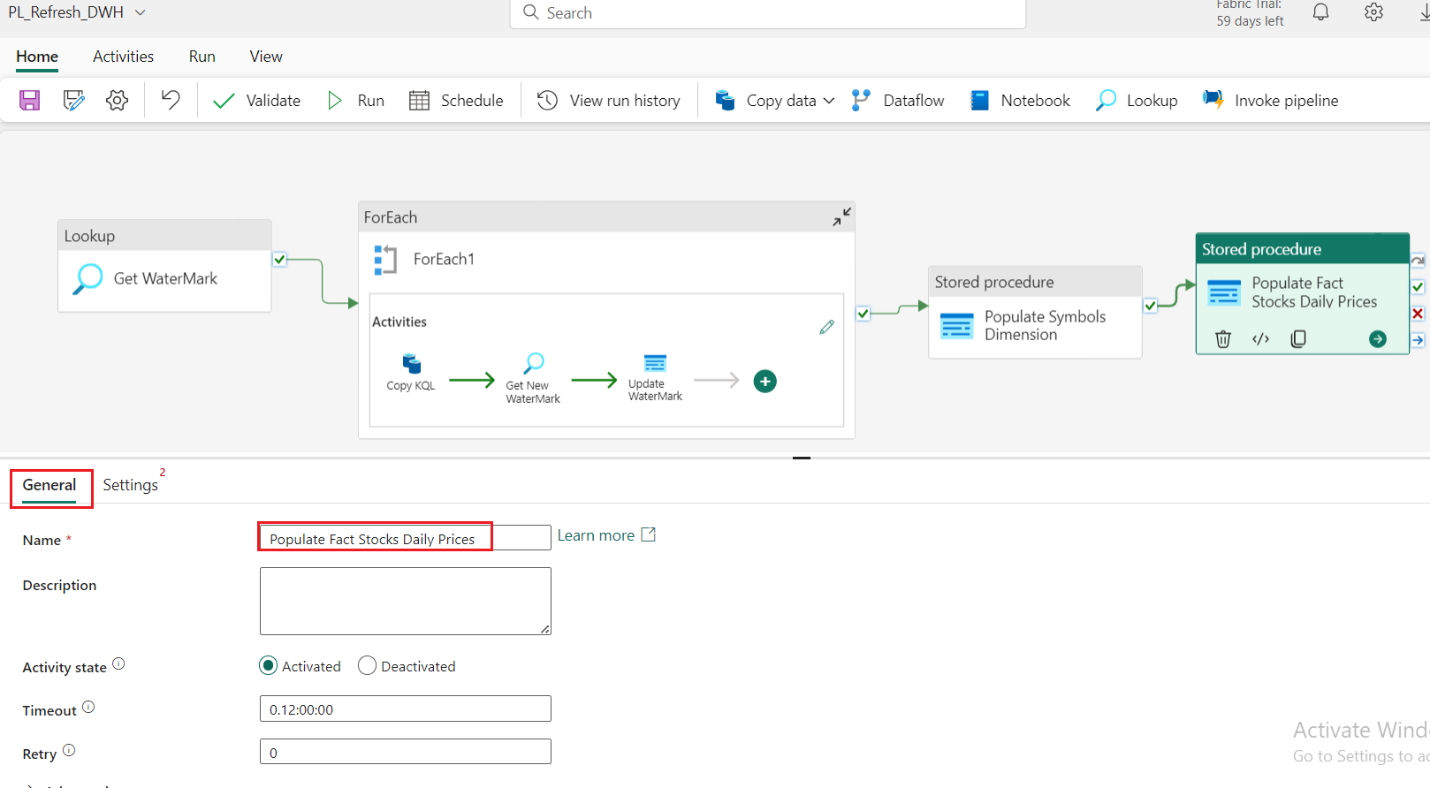 PL_Refresh_DWH
Search
Fabric Trial:
59 days left
Home Activities Run View
Validate Run Schedule View run history Copy data Dataflow Notebook Lookup Invoke pipeline
Lookup
Get WaterMark
ForEach
ForEach1
Activities
Copy KQL
Get New
WaterMark
Update
WaterMark
Stored procedure
Populate Symbols
Dimension
Stored procedure
Populate Fact
Stocks Daily Prices
General Settings 2
Name * Populate Fact Stocks Daily Prices Learn more
Description
Activity state Activated Deactivated
Timeout 0.12:00:00
Retry 0
Activate Wind
Go to Settings to ac